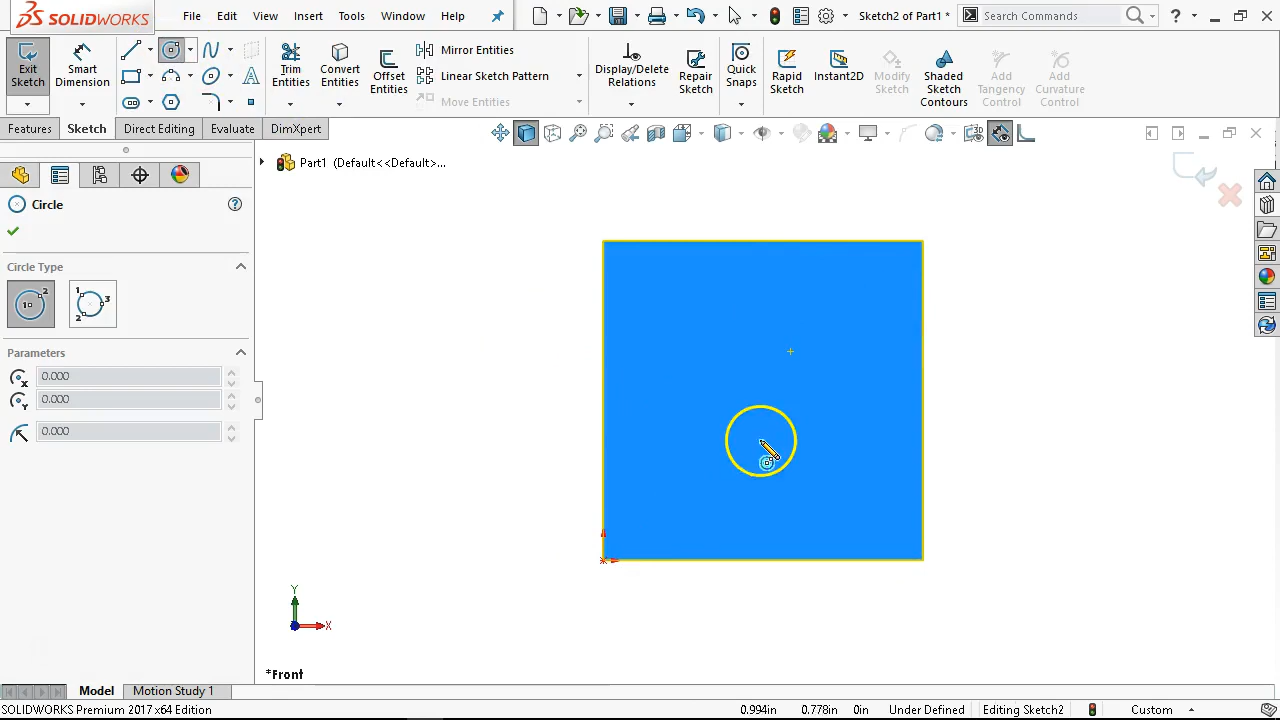 SOLIDWORKS File Edit View Insert Tools Window Help Sketch2 of Part1 * Search Commands ?
Exit Sketch
Smart Dimension
Trim Entities
Convert Entities
Offset Entities
Mirror Entities
Linear Sketch Pattern
Move Entities
Display/Delete Relations
Repair Sketch
Quick Snaps
Rapid Sketch
Instant2D
Modify Sketch
Shaded Sketch Contours
Add Tangency Control
Add Curvature Control
Features Sketch Direct Editing Evaluate DimXpert
Part1 (Default<<Default>...
Circle ?
Circle Type
Parameters
0.000
0.000
0.000
Y
X
*Front
Model Motion Study 1
SOLIDWORKS Premium 2017 x64 Edition 0.994in 0.778in 0in Under Defined Editing Sketch2 Custom